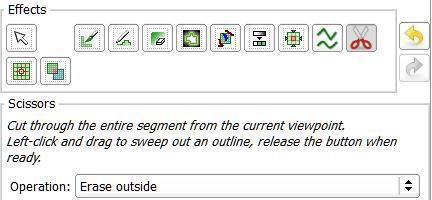 Effects
Scissors
Cut through the entire segment from the current viewpoint.
Left-click and drag to sweep out an outline, release the button when
ready.
Operation: Erase outside